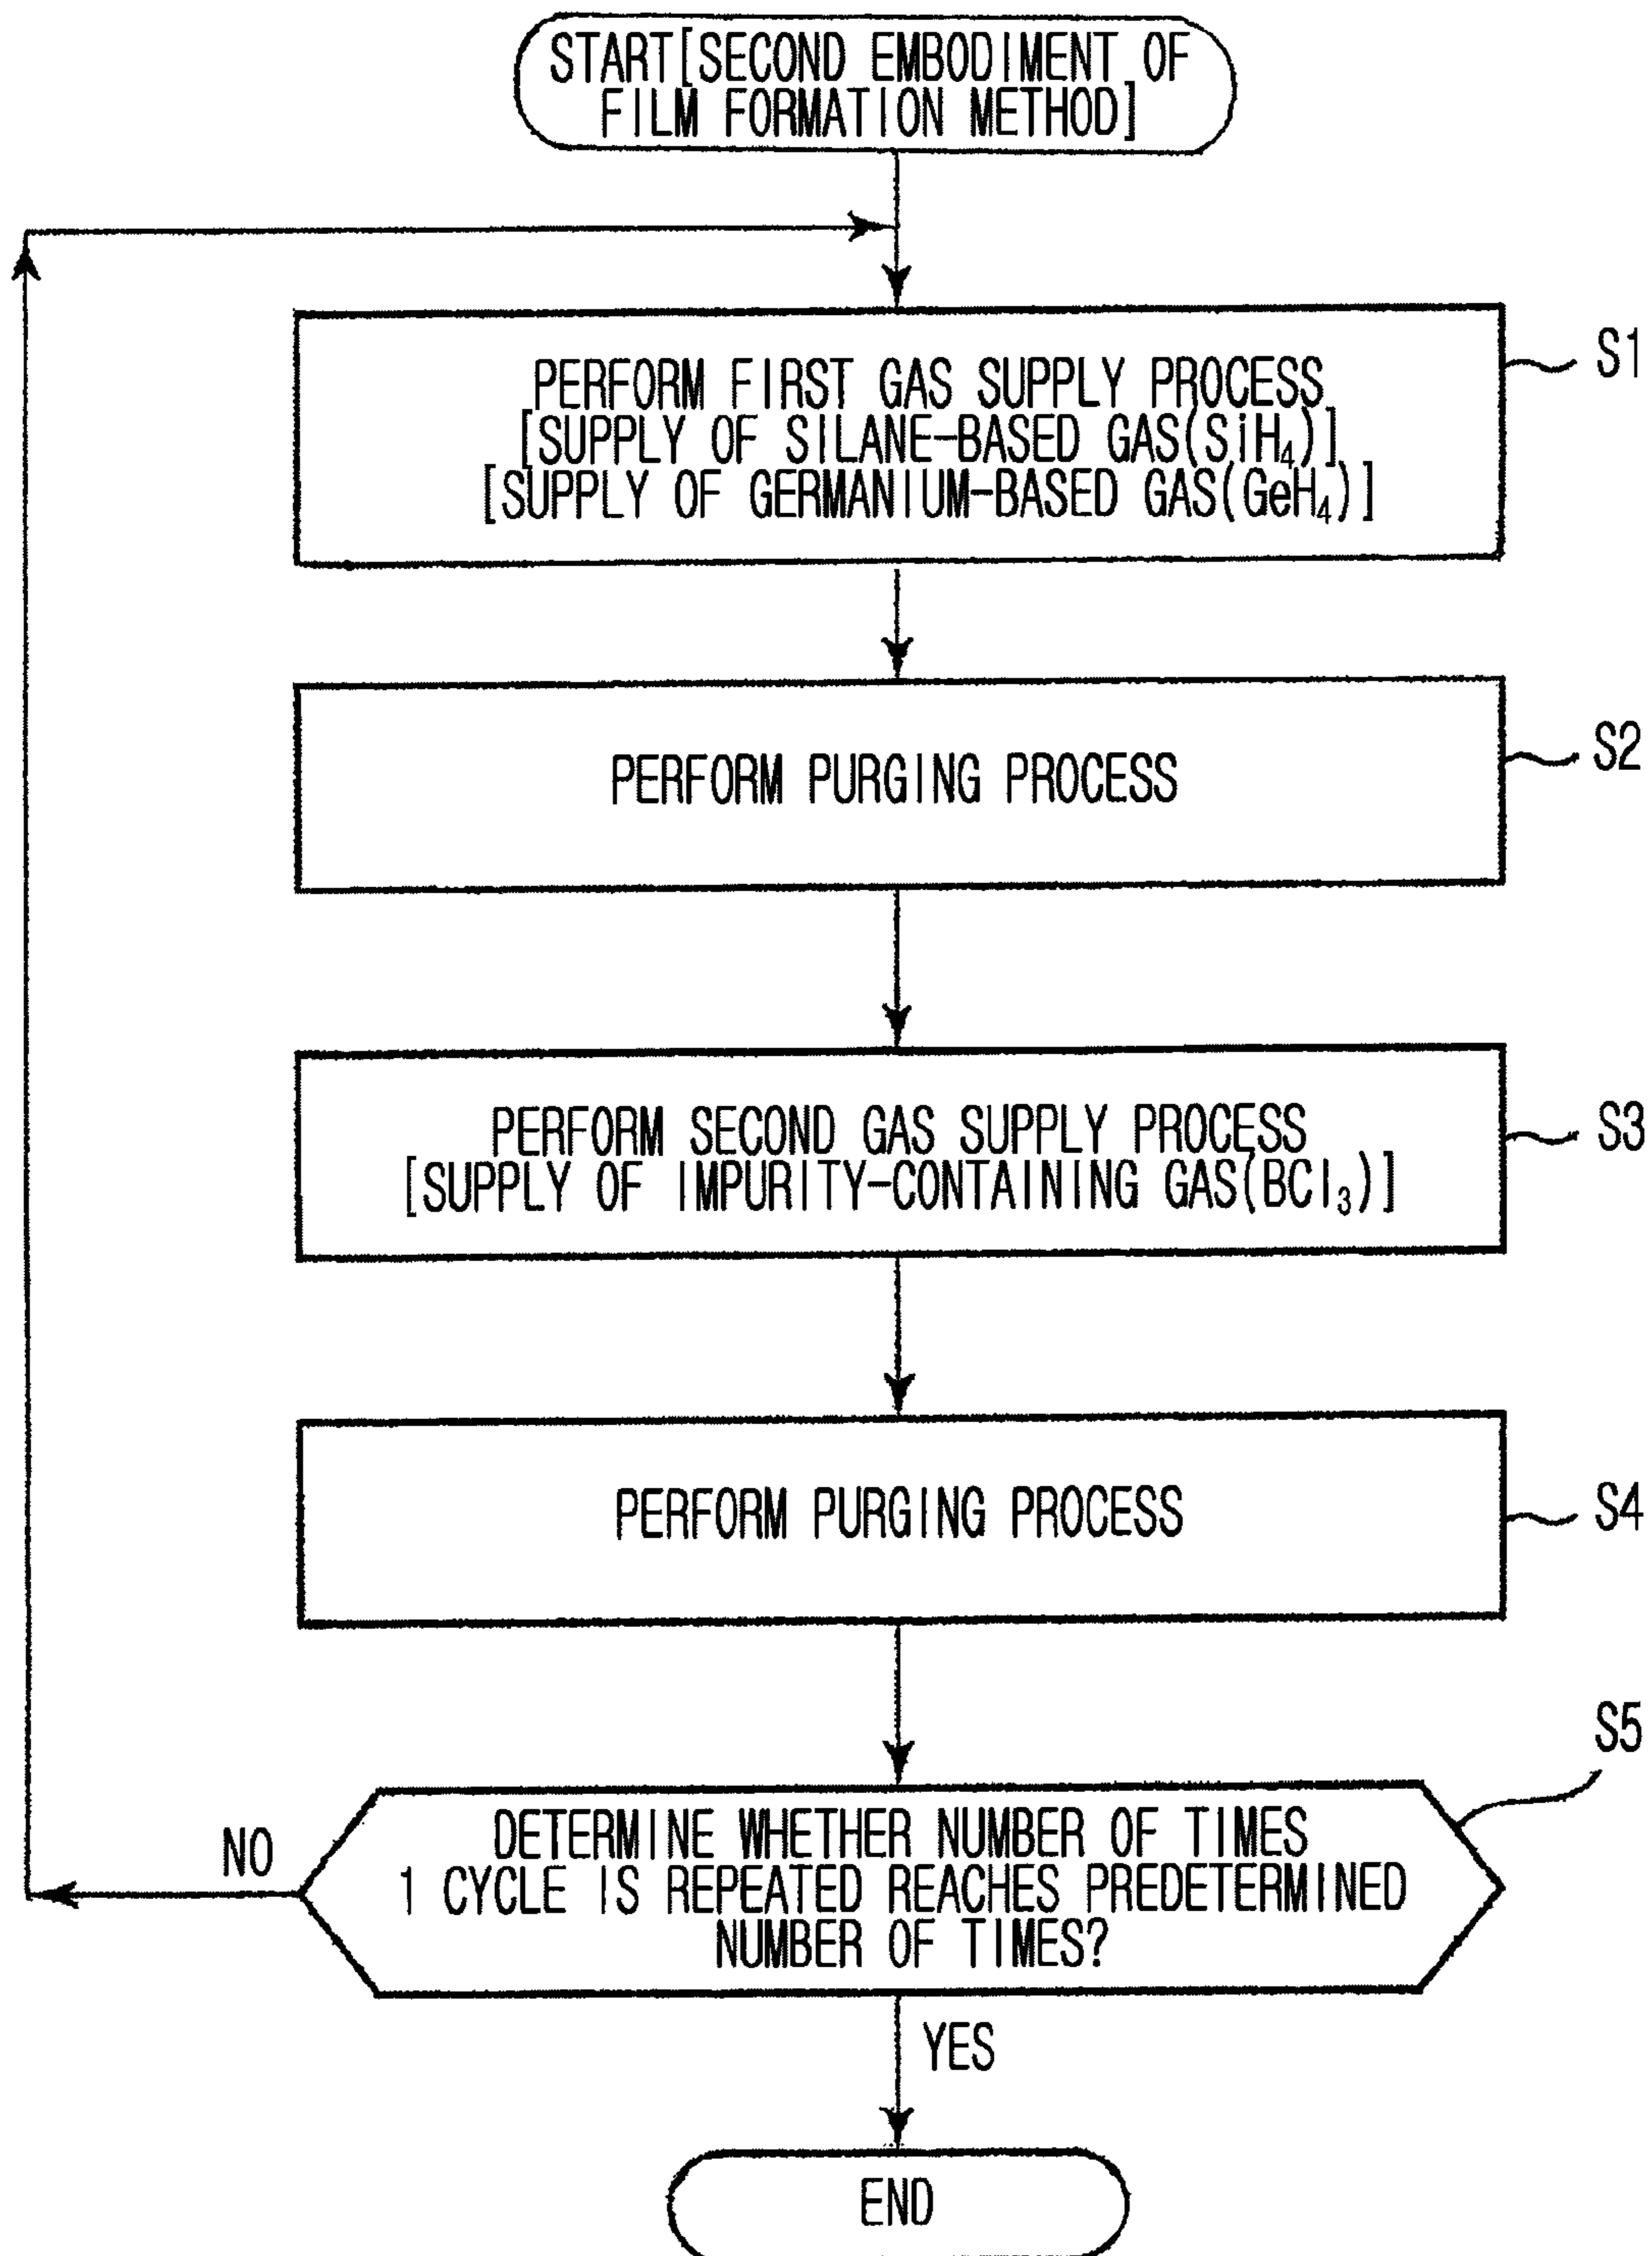 START[SECOND EMBODIMENT OF
FILM FORMATION METHOD]
PERFORM FIRST GAS SUPPLY PROCESS
[SUPPLY OF SILANE-BASED GAS(SiH₄)]
[SUPPLY OF GERMANIUM-BASED GAS(GeH₄)]
S1
PERFORM PURGING PROCESS
S2
PERFORM SECOND GAS SUPPLY PROCESS
[SUPPLY OF IMPURITY-CONTAINING GAS(BCl₃)]
S3
PERFORM PURGING PROCESS
S4
S5
DETERMINE WHETHER NUMBER OF TIMES
1 CYCLE IS REPEATED REACHES PREDETERMINED
NUMBER OF TIMES?
NO
YES
END